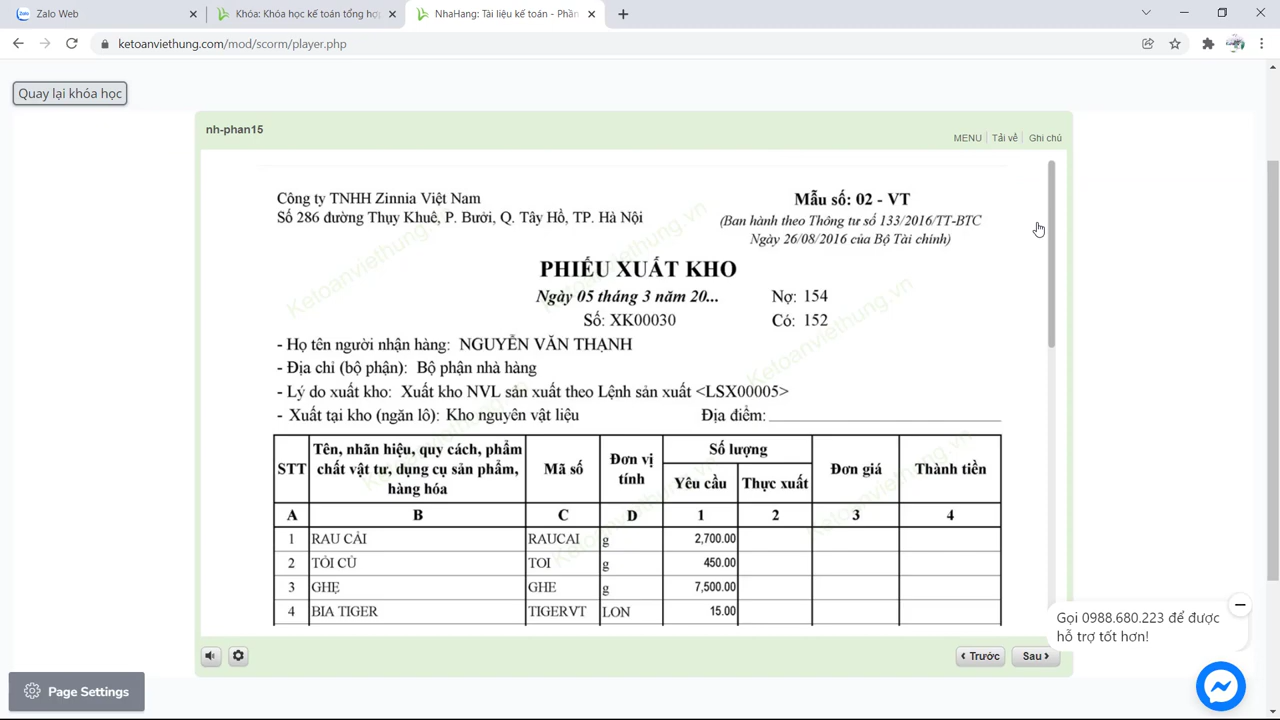 Zalo Web
Khóa: Khóa học kế toán tổng hợp
NhaHang: Tài liệu kế toán - Phần
ketoanviethung.com/mod/scorm/player.php
Quay lại khóa học
nh-phan15
MENU Tải về Ghi chú
Công ty TNHH Zinnia Việt Nam
Số 286 đường Thụy Khuê, P. Bưởi, Q. Tây Hồ, TP. Hà Nội
Mẫu số: 02 - VT
(Ban hành theo Thông tư số 133/2016/TT-BTC
Ngày 26/08/2016 của Bộ Tài chính)
PHIẾU XUẤT KHO
Ngày 05 tháng 3 năm 20...
Nợ: 154
Số: XK00030
Có: 152
- Họ tên người nhận hàng: NGUYỄN VĂN THẠNH
- Địa chỉ (bộ phận): Bộ phận nhà hàng
- Lý do xuất kho: Xuất kho NVL sản xuất theo Lệnh sản xuất <LSX00005>
- Xuất tại kho (ngăn lô): Kho nguyên vật liệu Địa điểm:
STT
Tên, nhãn hiệu, quy cách, phẩm
chất vật tư, dụng cụ sản phẩm,
hàng hóa
Mã số
Đơn vị
tính
Số lượng
Yêu cầu Thực xuất
Đơn giá
Thành tiền
A B C D 1 2 3 4
1 RAU CẢI RAUCAI g 2,700.00
2 TỎI CỦ TOI g 450.00
3 GHẸ GHE g 7,500.00
4 BIA TIGER TIGERVT LON 15.00
Ketoanviethung.vn
Ketoanviethung.vn
Ketoanviethung.vn
Ketoanviethung.vn
Ketoanviethung.vn
Ketoanviethung.vn
Trước
Sau
Gọi 0988.680.223 để được
hỗ trợ tốt hơn!
Page Settings